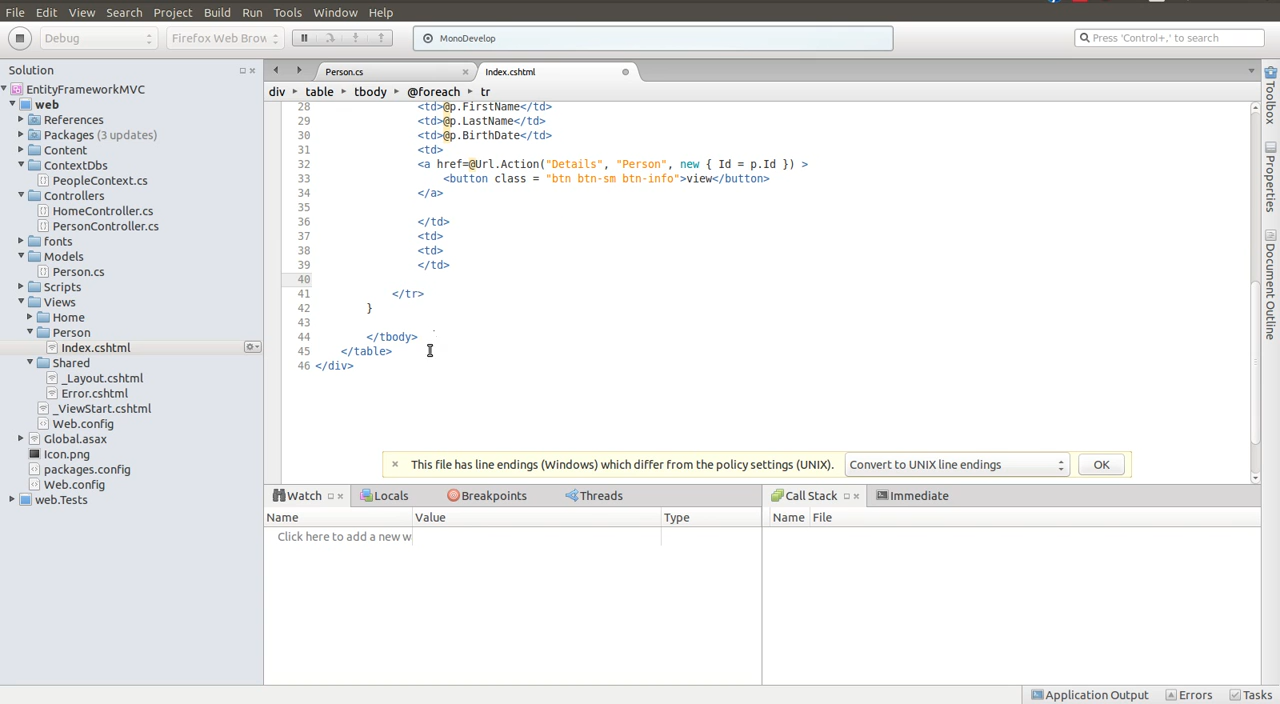 File Edit View Search Project Build Run Tools Window Help
Debug Firefox Web Brow MonoDevelop Press 'Control+,' to search
Solution
EntityFrameworkMVC
web
References
Packages (3 updates)
Content
ContextDbs
PeopleContext.cs
Controllers
HomeController.cs
PersonController.cs
fonts
Models
Person.cs
Scripts
Views
Home
Person
Index.cshtml
Shared
_Layout.cshtml
Error.cshtml
_ViewStart.cshtml
Web.config
Global.asax
Icon.png
packages.config
Web.config
web.Tests
Person.cs Index.cshtml
div table tbody @foreach tr
28 <td>@p.FirstName</td>
29 <td>@p.LastName</td>
30 <td>@p.BirthDate</td>
31 <td>
32 <a href=@Url.Action("Details", "Person", new { Id = p.Id }) >
33 <button class = "btn btn-sm btn-info">view</button>
34 </a>
35
36 </td>
37 <td>
38 <td>
39 </td>
40
41 </tr>
42 }
43
44 </tbody>
45 </table>
46 </div>
This file has line endings (Windows) which differ from the policy settings (UNIX). Convert to UNIX line endings OK
Watch Locals Breakpoints Threads
Name Value Type
Click here to add a new w
Call Stack Immediate
Name File
Toolbox
Properties
Document Outline
Application Output Errors Tasks